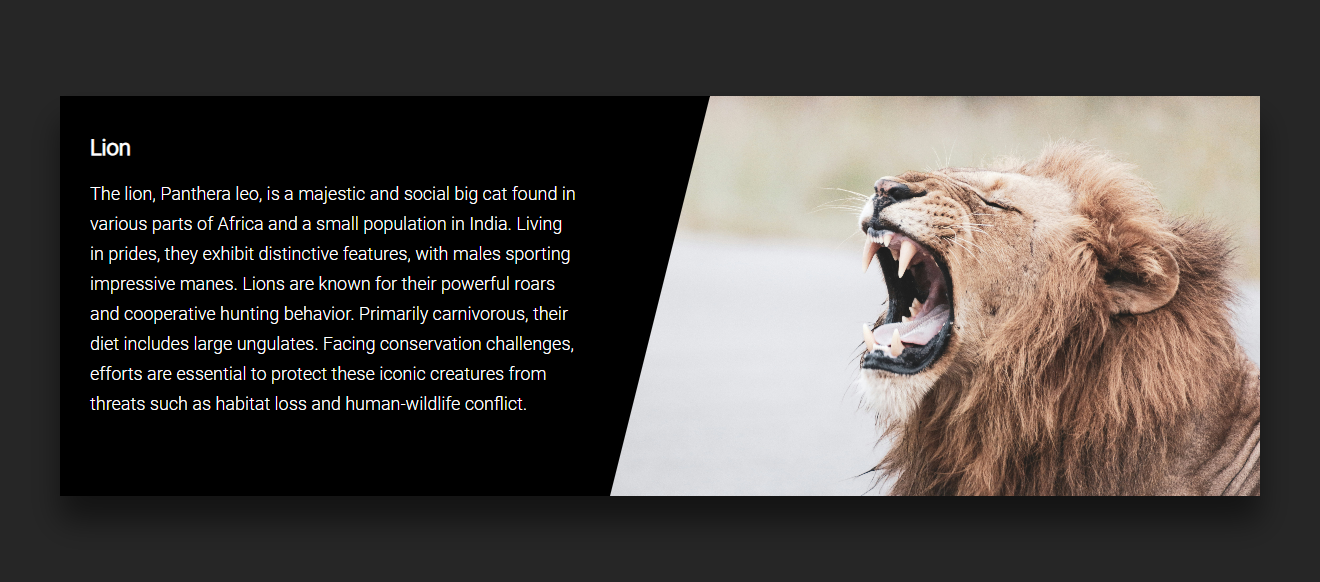 Lion
The lion, Panthera leo, is a majestic and social big cat found in
various parts of Africa and a small population in India. Living
in prides, they exhibit distinctive features, with males sporting
impressive manes. Lions are known for their powerful roars
and cooperative hunting behavior. Primarily carnivorous, their
diet includes large ungulates. Facing conservation challenges,
efforts are essential to protect these iconic creatures from
threats such as habitat loss and human-wildlife conflict.